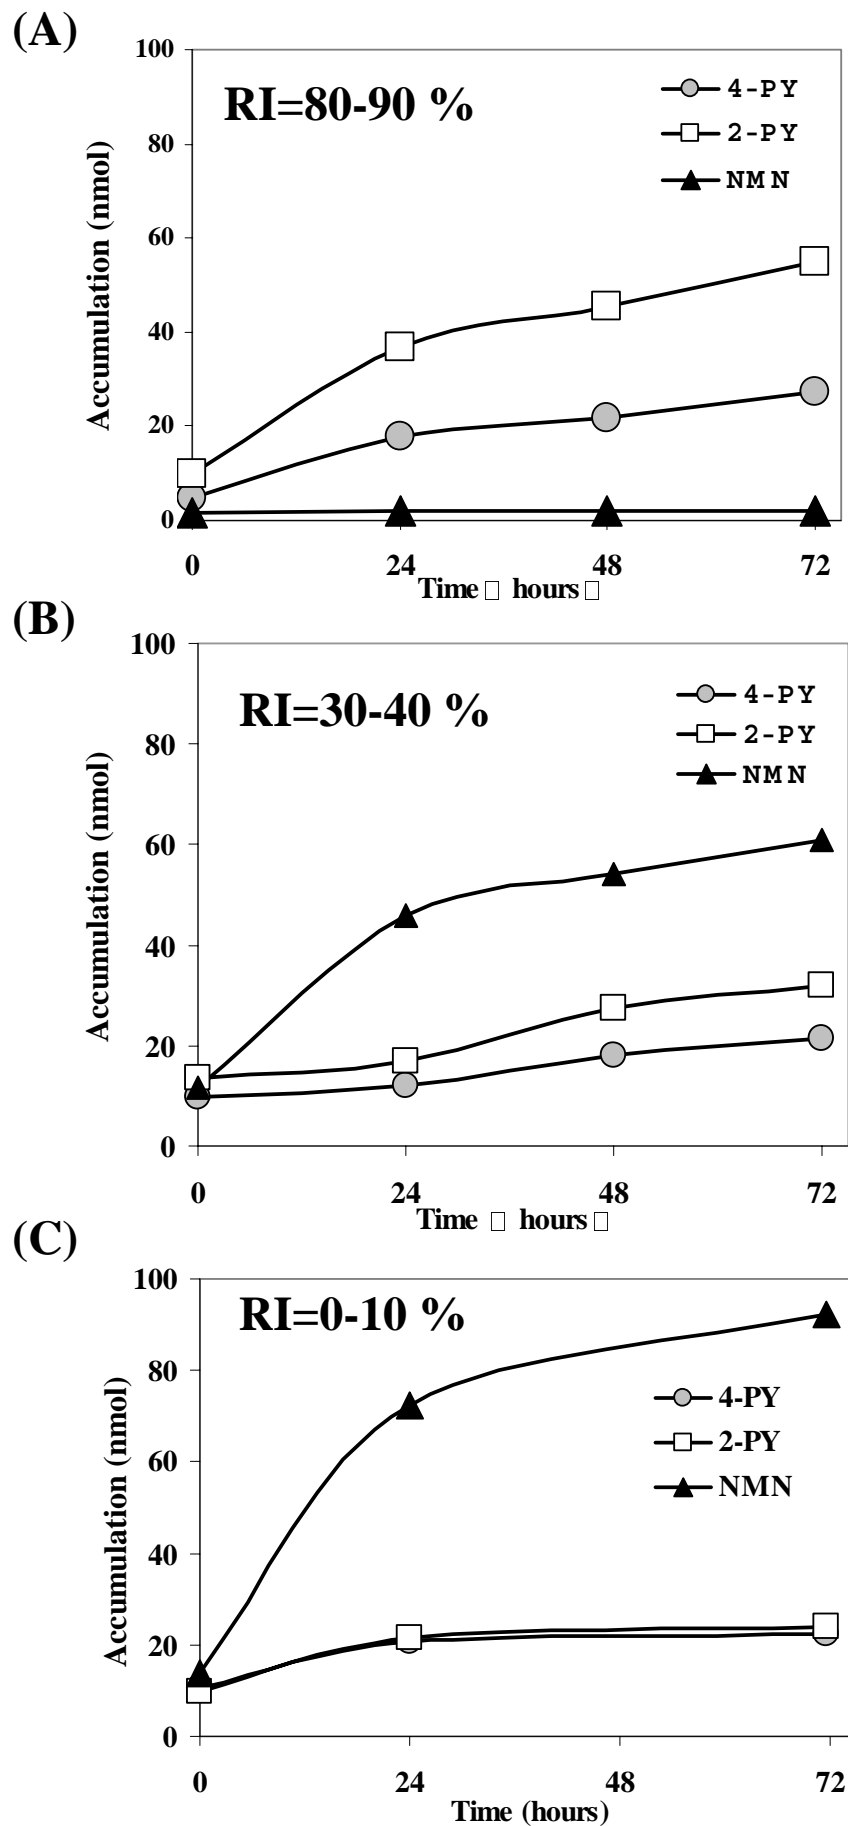 (A)
100
RI=80-90 %
4-PY
2-PY
NMN
80
60
40
20
0
Accumulation (nmol)
0 24 48 72
Time □ hours □
(B)
100
RI=30-40 %
4-PY
2-PY
NMN
80
60
40
20
0
Accumulation (nmol)
0 24 48 72
Time □ hours □
(C)
100
RI=0-10 %
4-PY
2-PY
NMN
80
60
40
20
0
Accumulation (nmol)
0 24 48 72
Time (hours)